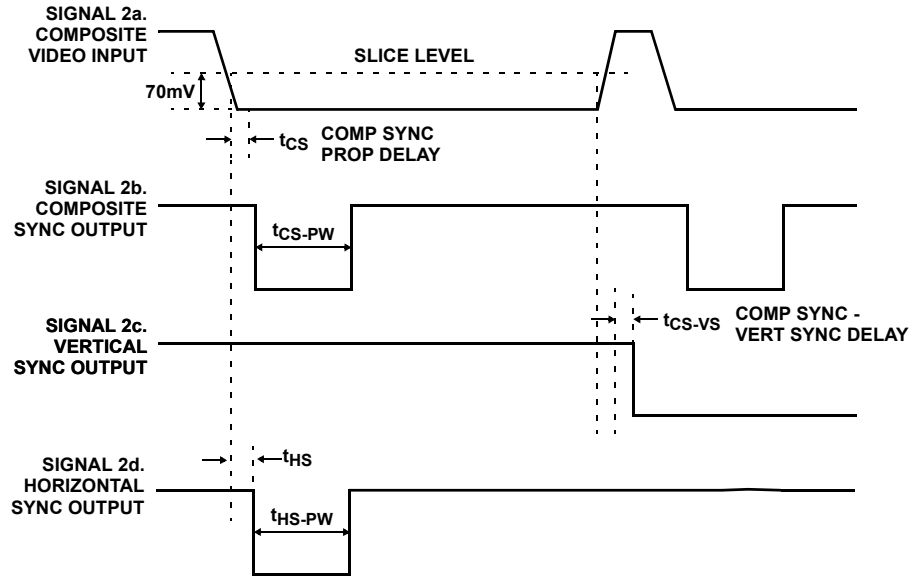 SIGNAL 2a.
COMPOSITE
VIDEO INPUT
SLICE LEVEL
70mV
tCS COMP SYNC
PROP DELAY
SIGNAL 2b.
COMPOSITE
SYNC OUTPUT
tCS-PW
tCS-VS COMP SYNC -
VERT SYNC DELAY
SIGNAL 2c.
VERTICAL
SYNC OUTPUT
tHS
SIGNAL 2d.
HORIZONTAL
SYNC OUTPUT
tHS-PW